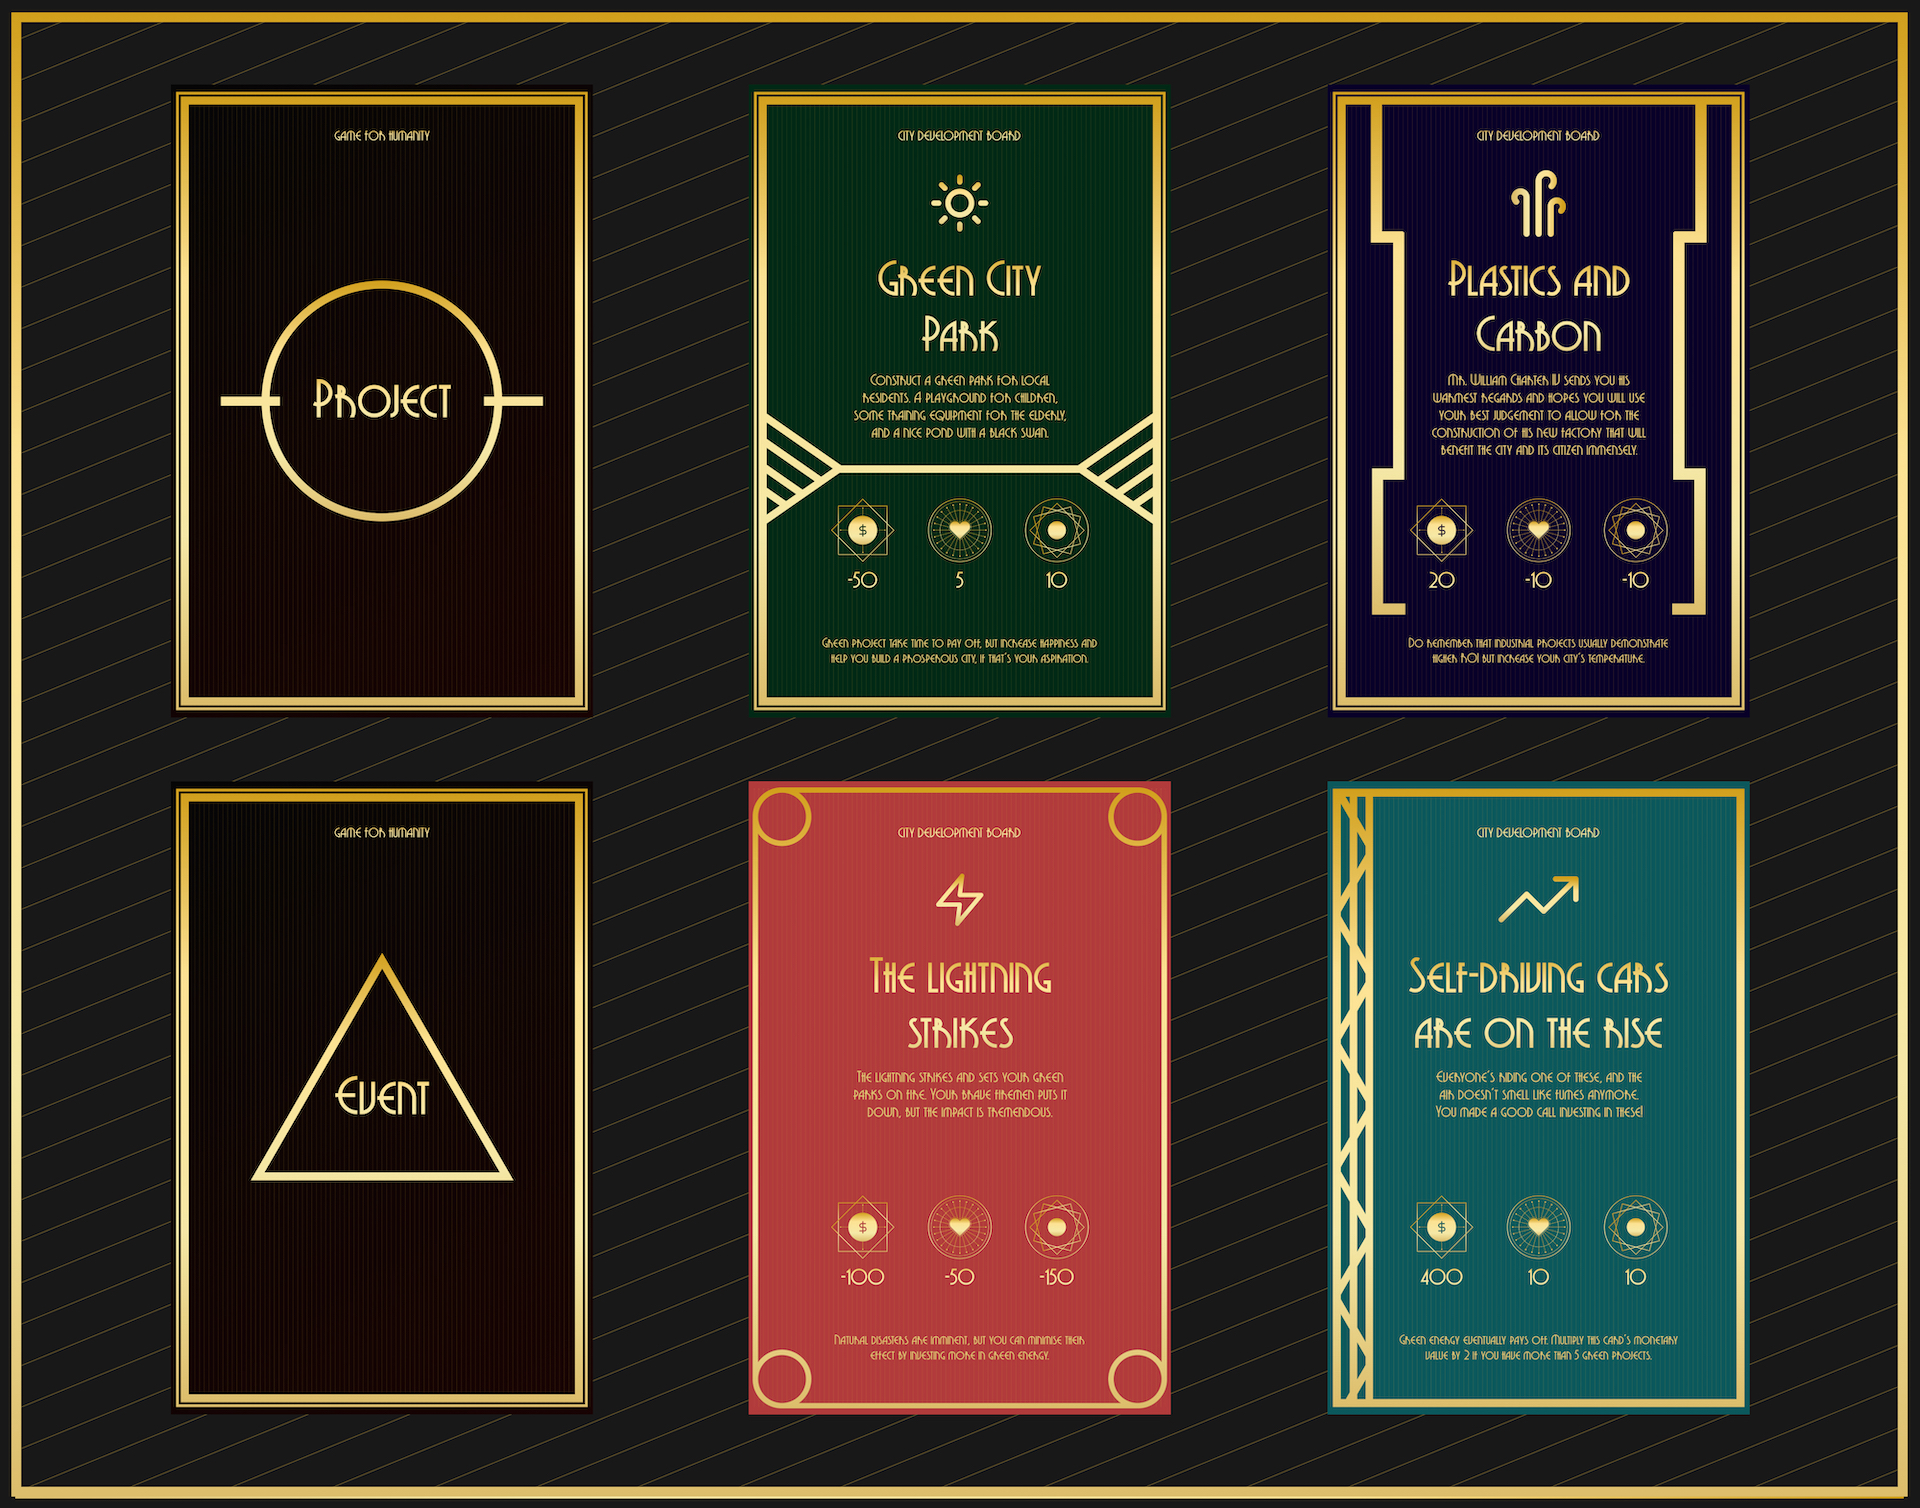 GAME FOR HUMANITY
PROJECT
CITY DEVELOPMENT BOARD
GREEN CITY
PARK
CONSTRUCT A GREEN PARK FOR LOCAL
RESIDENTS. A PLAYGROUND FOR CHILDREN,
SOME TRAINING EQUIPMENT FOR THE ELDERLY,
AND A NICE POND WITH A BLACK SWAN.
$
-50 5 10
GREEN PROJECT TAKE TIME TO PAY OFF, BUT INCREASE HAPPINESS AND
HELP YOU BUILD A PROSPEROUS CITY, IF THAT'S YOUR ASPIRATION.
CITY DEVELOPMENT BOARD
PLASTICS AND
CARBON
MR. WILLIAM CHARTER IV SENDS YOU HIS
WARMEST REGARDS AND HOPES YOU WILL USE
YOUR BEST JUDGEMENT TO ALLOW FOR THE
CONSTRUCTION OF HIS NEW FACTORY THAT WILL
BENEFIT THE CITY AND ITS CITIZEN IMMENSELY.
$
20 -10 -10
DO REMEMBER THAT INDUSTRIAL PROJECTS USUALLY DEMONSTRATE
HIGHER ROI BUT INCREASE YOUR CITY'S TEMPERATURE.
GAME FOR HUMANITY
EVENT
CITY DEVELOPMENT BOARD
THE LIGHTNING
STRIKES
THE LIGHTNING STRIKES AND SETS YOUR GREEN
PARKS ON FIRE. YOUR BRAVE FIREMEN PUTS IT
DOWN, BUT THE IMPACT IS TREMENDOUS.
$
-100 -50 -150
NATURAL DISASTERS ARE IMMINENT, BUT YOU CAN MINIMISE THEIR
EFFECT BY INVESTING MORE IN GREEN ENERGY.
CITY DEVELOPMENT BOARD
SELF-DRIVING CARS
ARE ON THE RISE
EVERYONE'S RIDING ONE OF THESE, AND THE
AIR DOESN'T SMELL LIKE FUMES ANYMORE.
YOU MADE A GOOD CALL INVESTING IN THESE!
$
400 10 10
GREEN ENERGY EVENTUALLY PAYS OFF. MULTIPLY THIS CARD'S MONETARY
VALUE BY 2 IF YOU HAVE MORE THAN 5 GREEN PROJECTS.